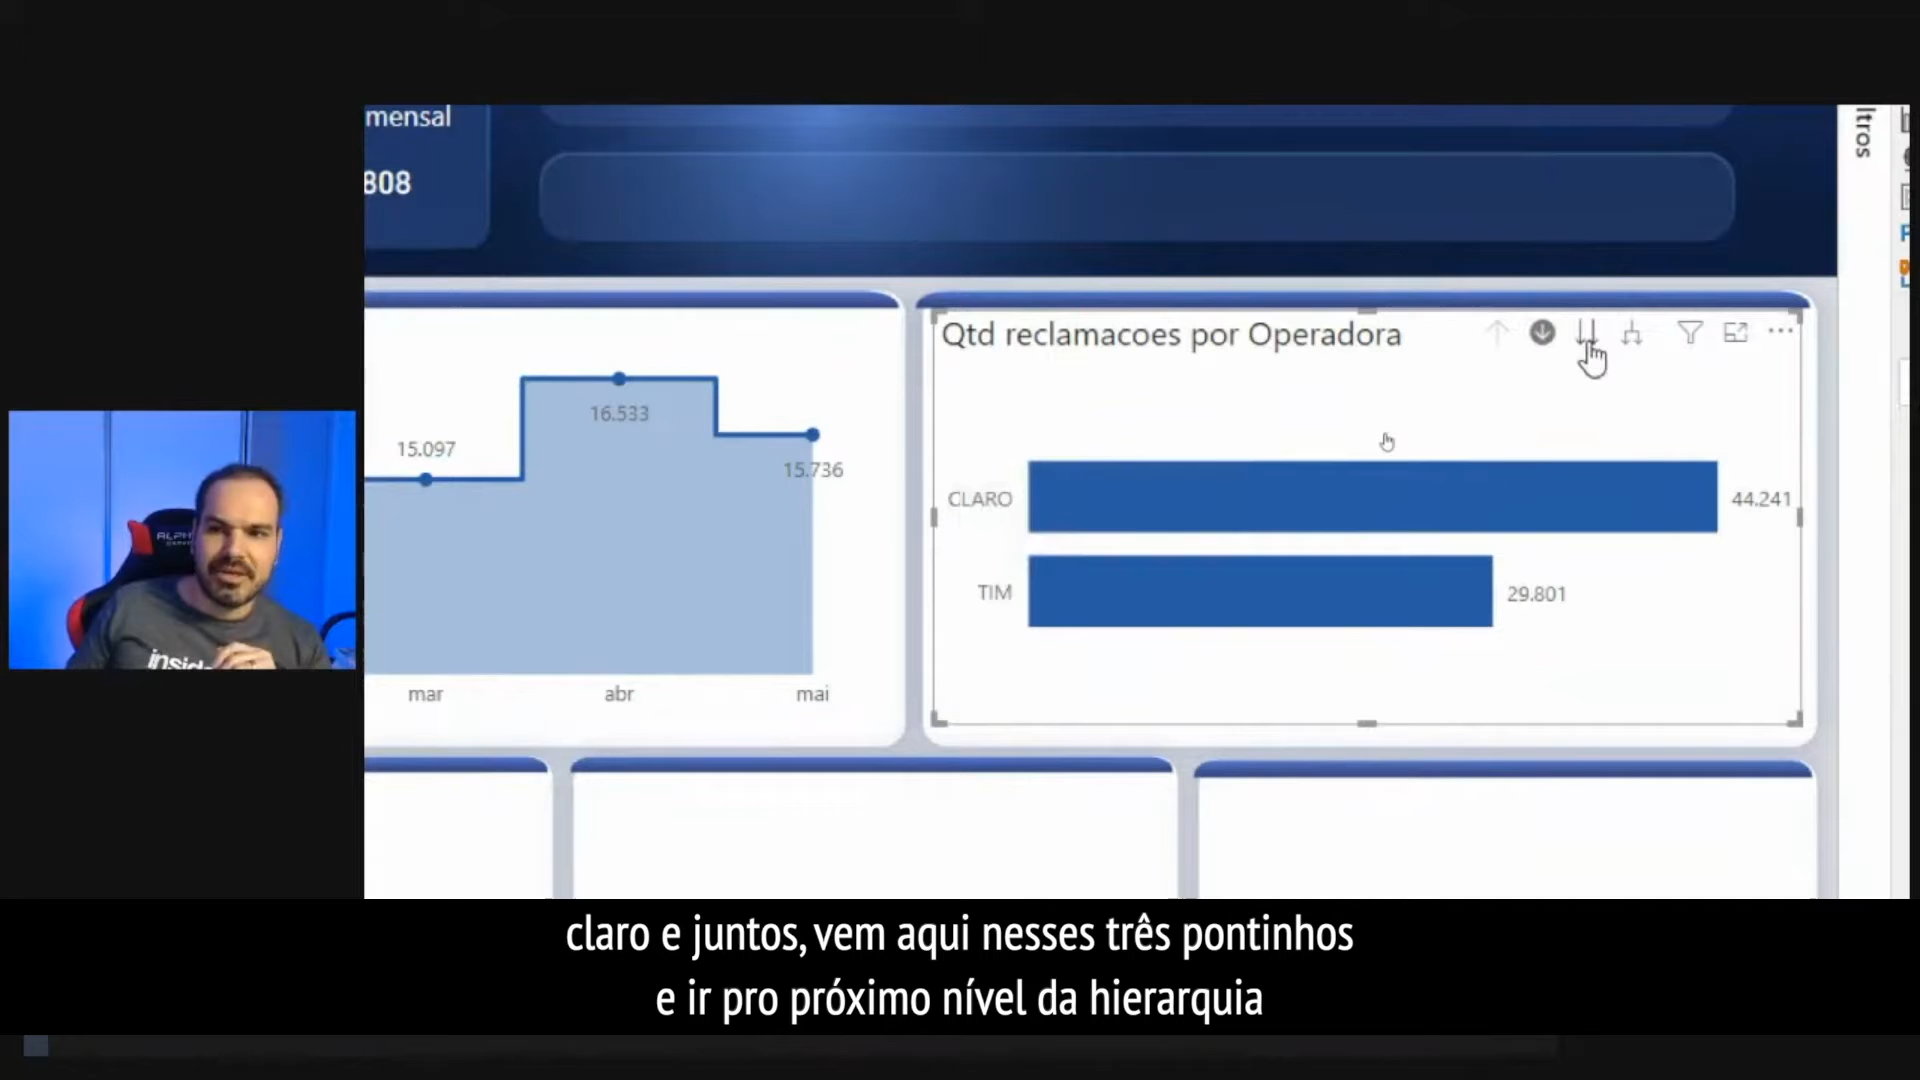 mensal
808
ltros
Qtd reclamacoes por Operadora
15.097
16.533
15.736
mar
abr
mai
CLARO
44.241
TIM
29.801
claro e juntos, vem aqui nesses três pontinhos
e ir pro próximo nível da hierarquia